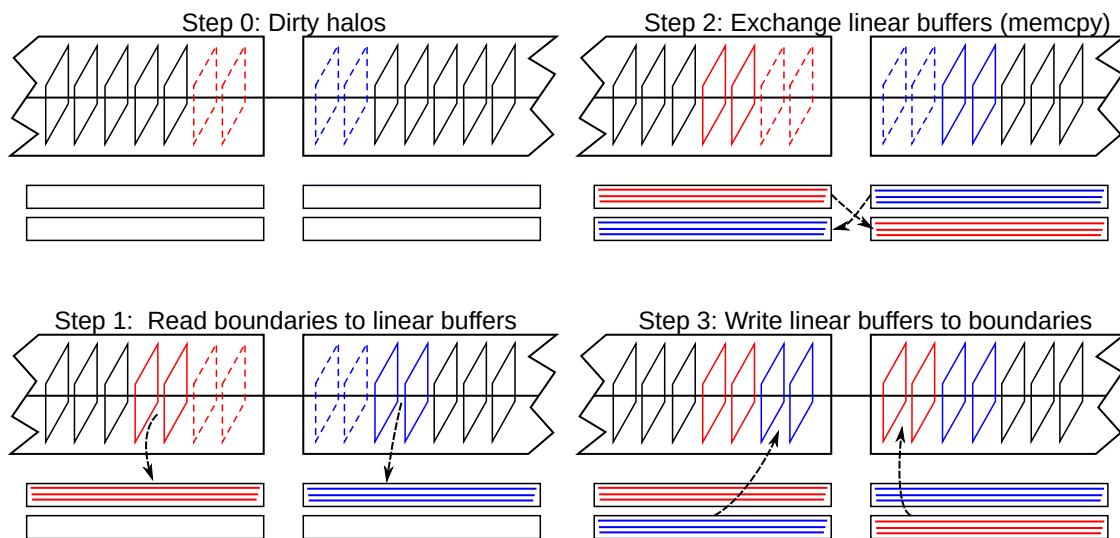 Step 0: Dirty halos
Step 2: Exchange linear buffers (memcpy)
Step 1:  Read boundaries to linear buffers
Step 3: Write linear buffers to boundaries